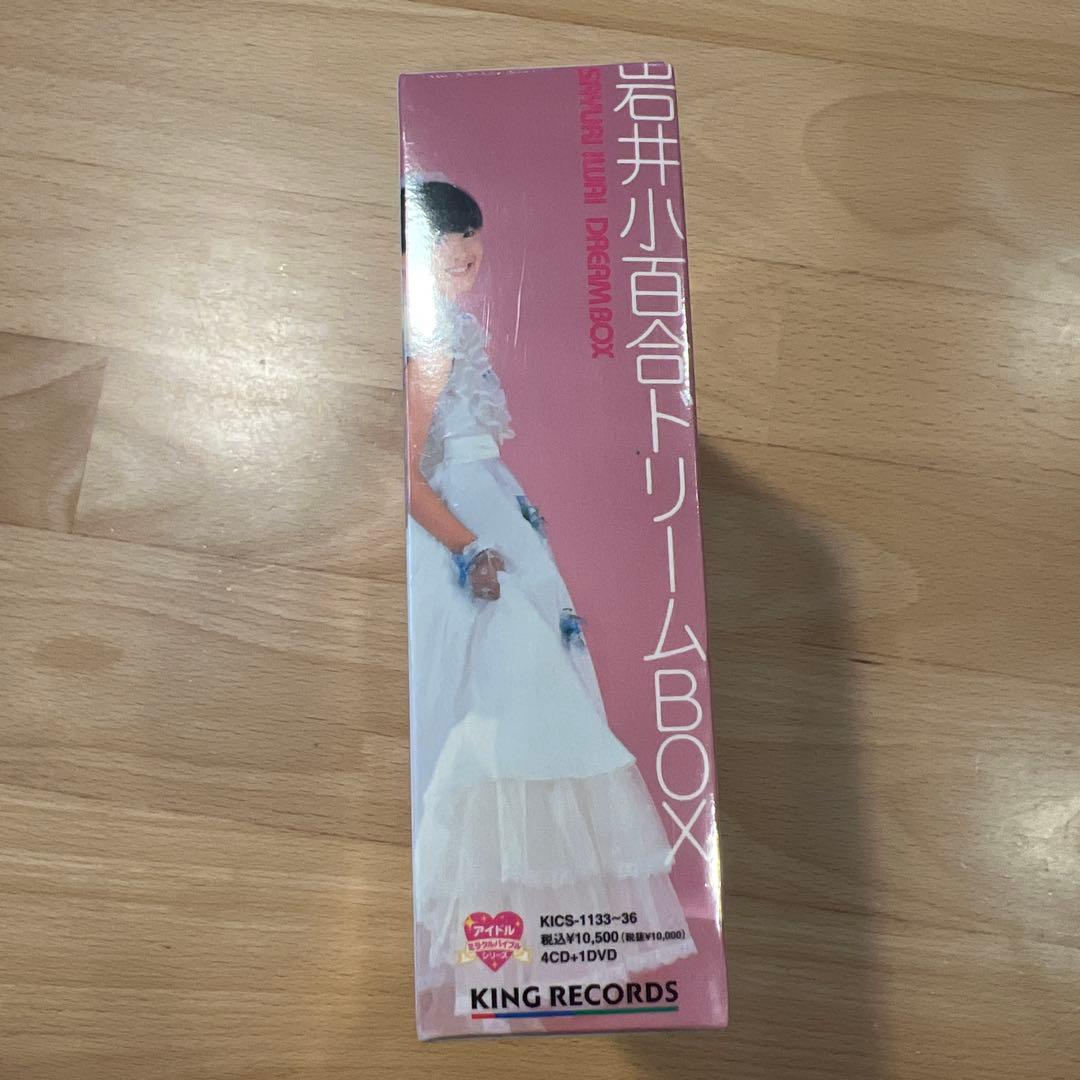 岩井小百合ドリームBOX
SAYURI IWAI DREAM BOX
アイドル
ミラクルバイブル
シリーズ
KICS-1133~36
税込¥10,500(税抜¥10,000)
4CD+1DVD
KING RECORDS